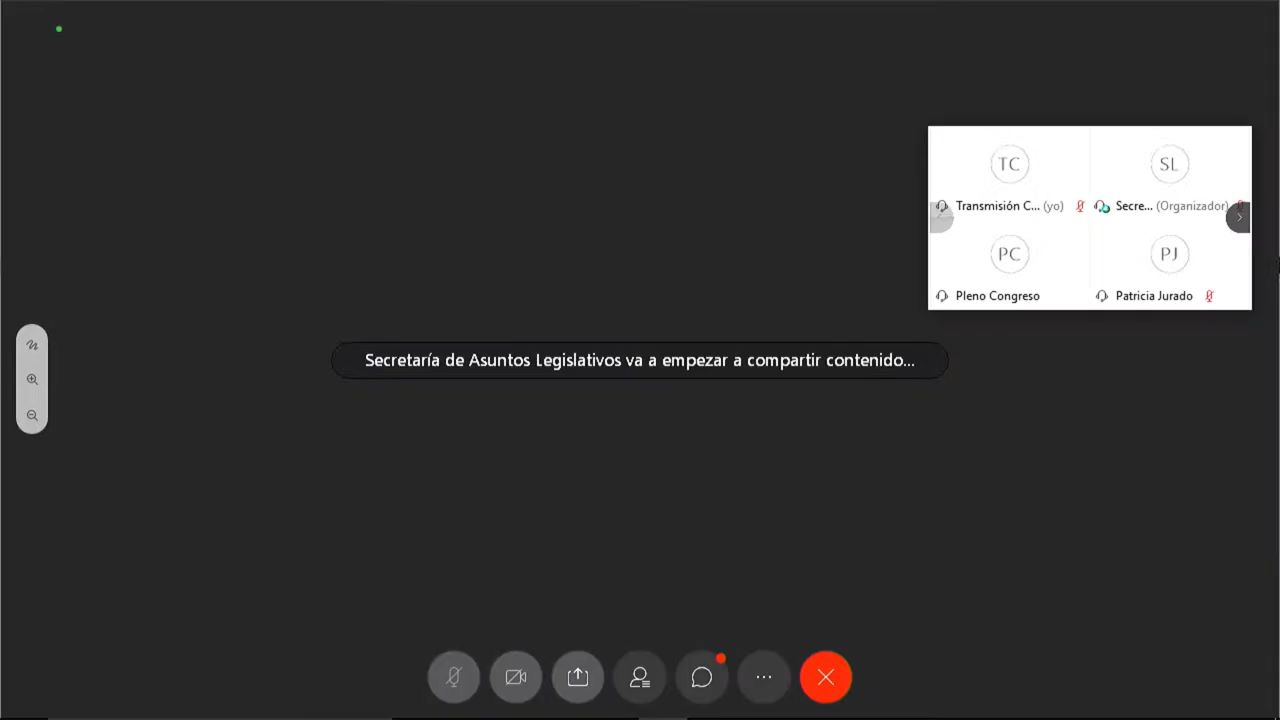 TC
SL
Transmisión C... (yo)
Secre... (Organizador)
PC
PJ
Pleno Congreso
Patricia Jurado
Secretaría de Asuntos Legislativos va a empezar a compartir contenido...